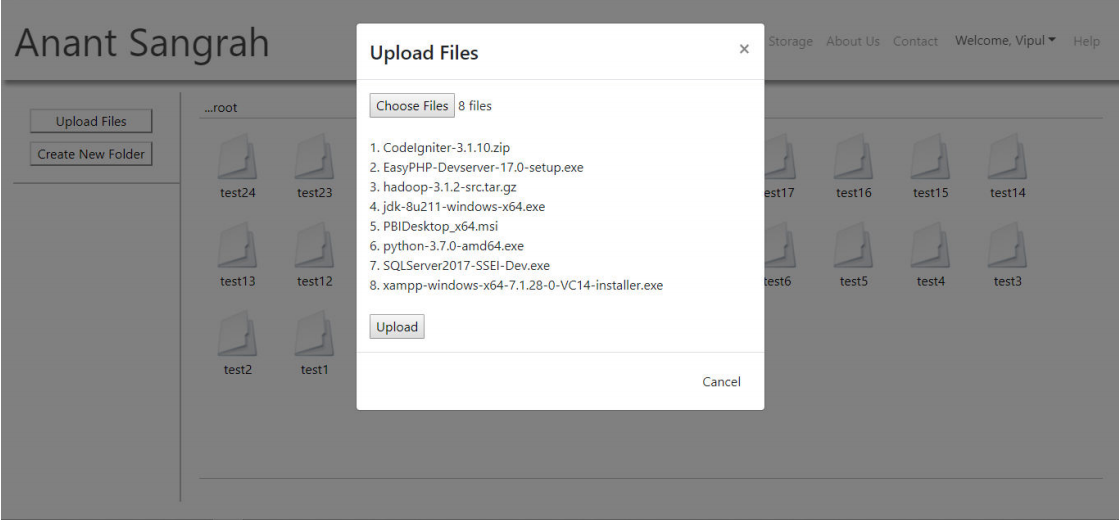 Anant Sangrah
Storage About Us Contact Welcome, Vipul Help
Upload Files
Create New Folder
...root
test24 test23 est17 test16 test15 test14
test13 test12 test6 test5 test4 test3
test2 test1
Upload Files ×
Choose Files 8 files
1. CodeIgniter-3.1.10.zip
2. EasyPHP-Devserver-17.0-setup.exe
3. hadoop-3.1.2-src.tar.gz
4. jdk-8u211-windows-x64.exe
5. PBIDesktop_x64.msi
6. python-3.7.0-amd64.exe
7. SQLServer2017-SSEI-Dev.exe
8. xampp-windows-x64-7.1.28-0-VC14-installer.exe
Upload
Cancel